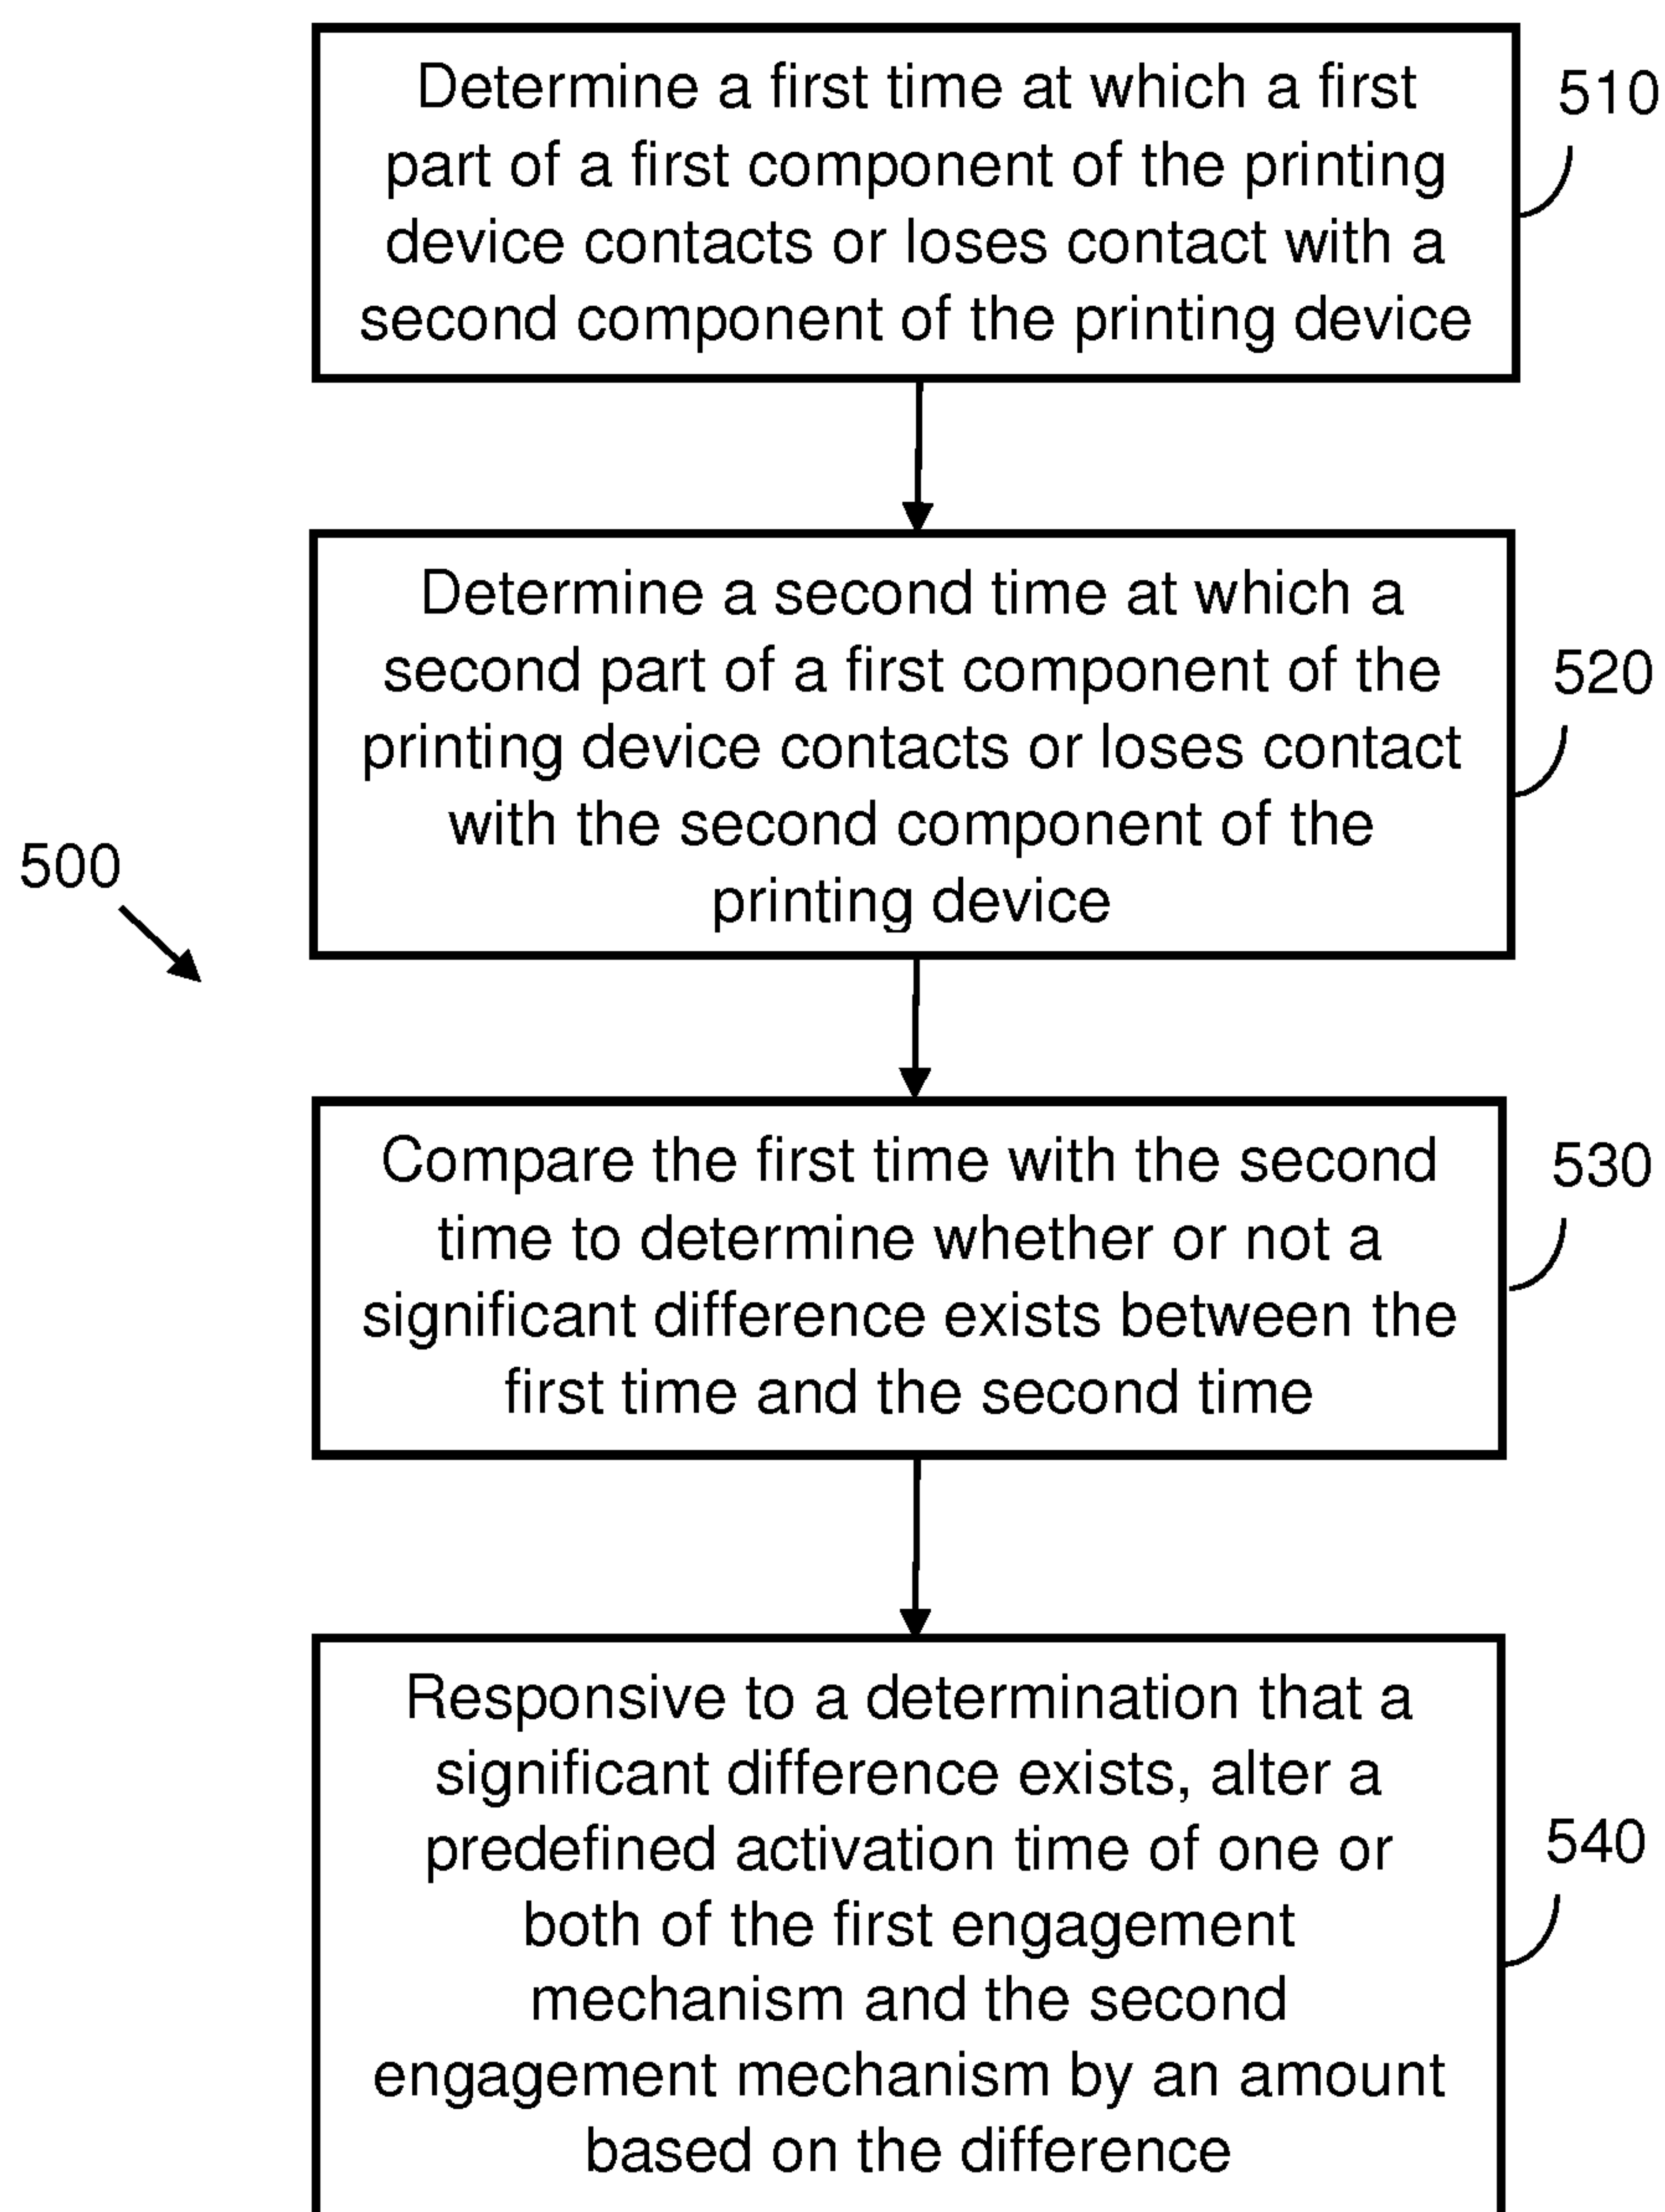 Determine a first time at which a first
part of a first component of the printing
device contacts or loses contact with a
second component of the printing device
510
Determine a second time at which a
second part of a first component of the
printing device contacts or loses contact
with the second component of the
printing device
520
500
Compare the first time with the second
time to determine whether or not a
significant difference exists between the
first time and the second time
530
Responsive to a determination that a
significant difference exists, alter a
predefined activation time of one or
both of the first engagement
mechanism and the second
engagement mechanism by an amount
based on the difference
540